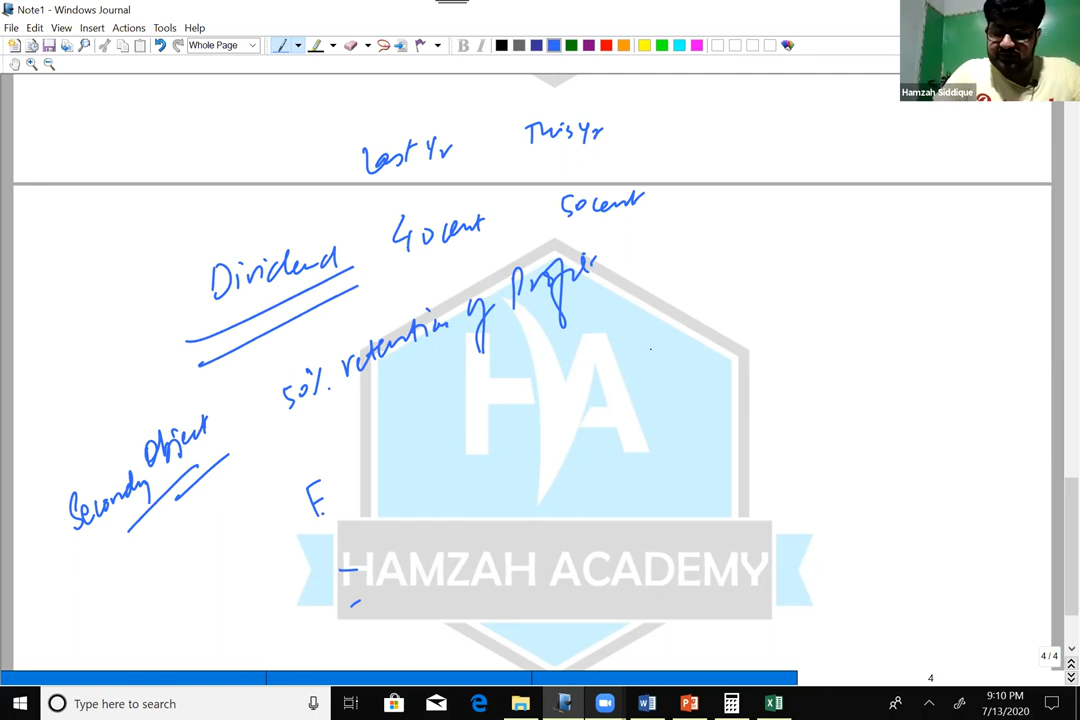 Note1 - Windows Journal
File Edit View Insert Actions Tools Help
Whole Page
B I
Hamzah Siddique
Last Yr This Yr
Dividend 40 cent 50 cent
50% retention of Profit
Secondy Object
F.
HA
HAMZAH ACADEMY
4 / 4
4
Type here to search
9:10 PM
7/13/2020